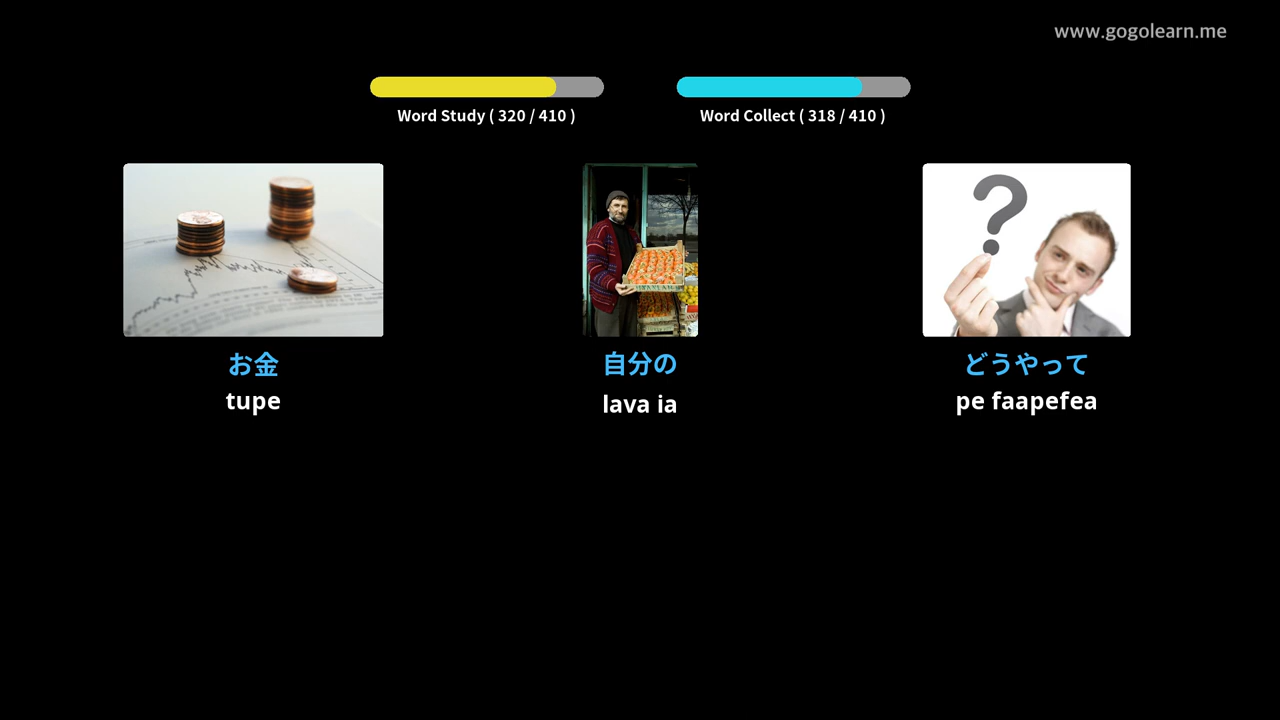 www.gogolearn.me
Word Study ( 320 / 410 )
Word Collect ( 318 / 410 )
お金
tupe
自分の
lava ia
どうやって
pe faapefea